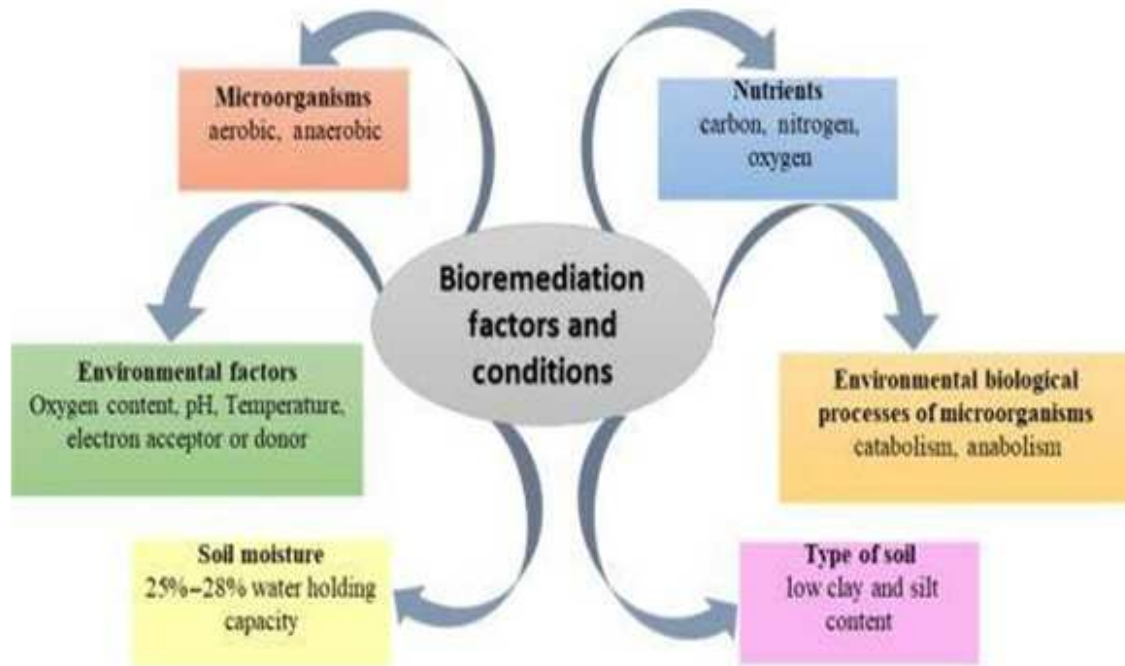 Microorganisms
aerobic, anaerobic
Nutrients
carbon, nitrogen,
oxygen
Bioremediation
factors and
conditions
Environmental factors
Oxygen content, pH, Temperature,
electron acceptor or donor
Environmental biological
processes of microorganisms
catabolism, anabolism
Soil moisture
25%–28% water holding
capacity
Type of soil
low clay and silt
content